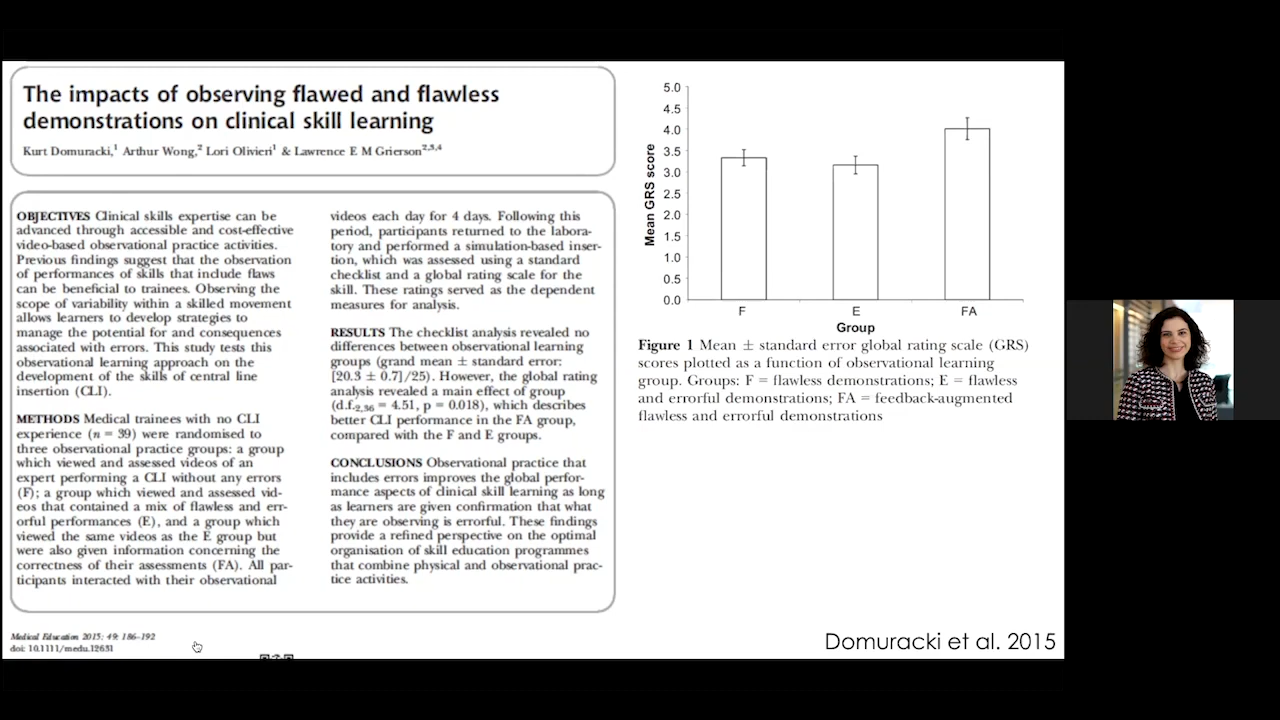 The impacts of observing flawed and flawless
demonstrations on clinical skill learning
Kurt Domuracki,1 Arthur Wong,2 Lori Olivieri1 & Lawrence E M Grierson2,3,4
OBJECTIVES Clinical skills expertise can be
advanced through accessible and cost-effective
video-based observational practice activities.
Previous findings suggest that the observation
of performances of skills that include flaws
can be beneficial to trainees. Observing the
scope of variability within a skilled movement
allows learners to develop strategies to
manage the potential for and consequences
associated with errors. This study tests this
observational learning approach on the
development of the skills of central line
insertion (CLI).
METHODS Medical trainees with no CLI
experience (n = 39) were randomised to
three observational practice groups: a group
which viewed and assessed videos of an
expert performing a CLI without any errors
(F); a group which viewed and assessed vid-
eos that contained a mix of flawless and err-
orful performances (E), and a group which
viewed the same videos as the E group but
were also given information concerning the
correctness of their assessments (FA). All par-
ticipants interacted with their observational
videos each day for 4 days. Following this
period, participants returned to the labora-
tory and performed a simulation-based inser-
tion, which was assessed using a standard
checklist and a global rating scale for the
skill. These ratings served as the dependent
measures for analysis.
RESULTS The checklist analysis revealed no
differences between observational learning
groups (grand mean ± standard error:
[20.3 ± 0.7]/25). However, the global rating
analysis revealed a main effect of group
(d.f.2,36 = 4.51, p = 0.018), which describes
better CLI performance in the FA group,
compared with the F and E groups.
CONCLUSIONS Observational practice that
includes errors improves the global perfor-
mance aspects of clinical skill learning as long
as learners are given confirmation that what
they are observing is errorful. These findings
provide a refined perspective on the optimal
organisation of skill education programmes
that combine physical and observational prac-
tice activities.
Medical Education 2015: 49: 186–192
doi: 10.1111/medu.12631
Mean GRS score
5.0
4.5
4.0
3.5
3.0
2.5
2.0
1.5
1.0
0.5
0.0
F E FA
Group
Figure 1 Mean ± standard error global rating scale (GRS)
scores plotted as a function of observational learning
group. Groups: F = flawless demonstrations; E = flawless
and errorful demonstrations; FA = feedback-augmented
flawless and errorful demonstrations
Domuracki et al. 2015